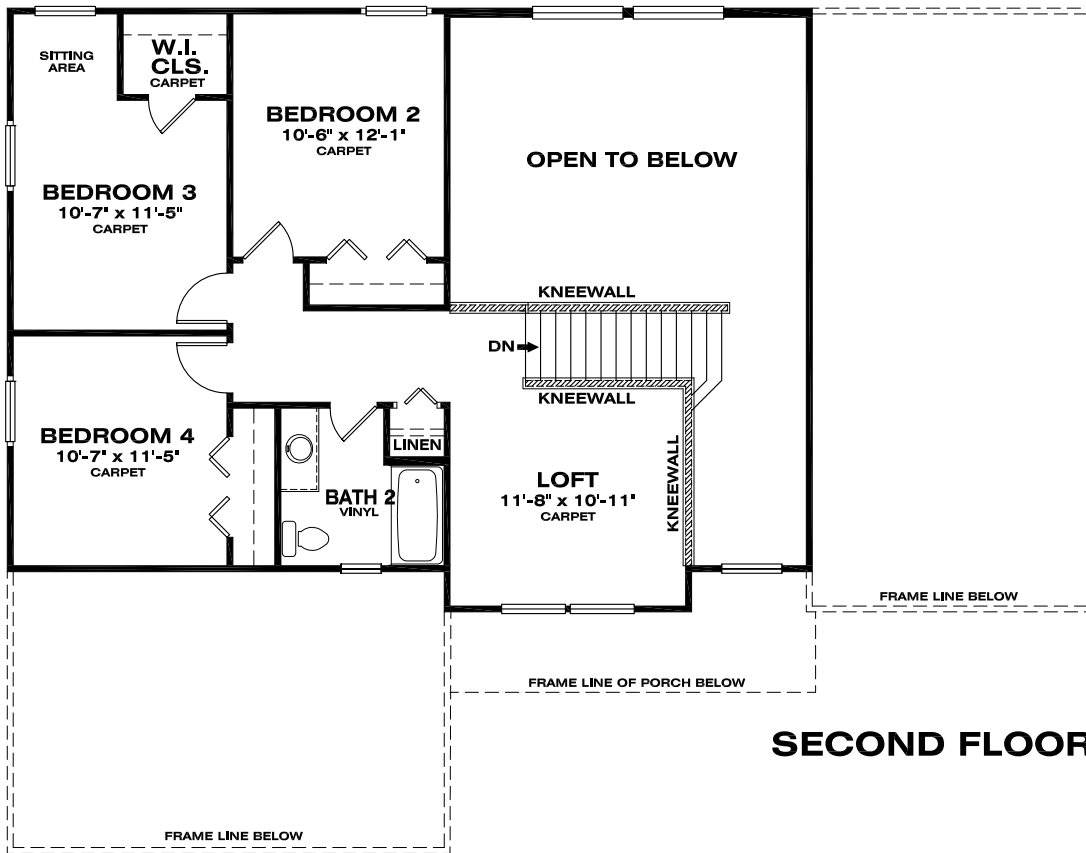 SITTING
AREA
W.I.
CLS.
CARPET
BEDROOM 2
10'-6" x 12'-1"
CARPET
OPEN TO BELOW
BEDROOM 3
10'-7" x 11'-5"
CARPET
KNEEWALL
DN
KNEEWALL
BEDROOM 4
10'-7" x 11'-5"
CARPET
LINEN
BATH 2
VINYL
LOFT
11'-8" x 10'-11"
CARPET
KNEEWALL
FRAME LINE BELOW
FRAME LINE OF PORCH BELOW
SECOND FLOOR
FRAME LINE BELOW